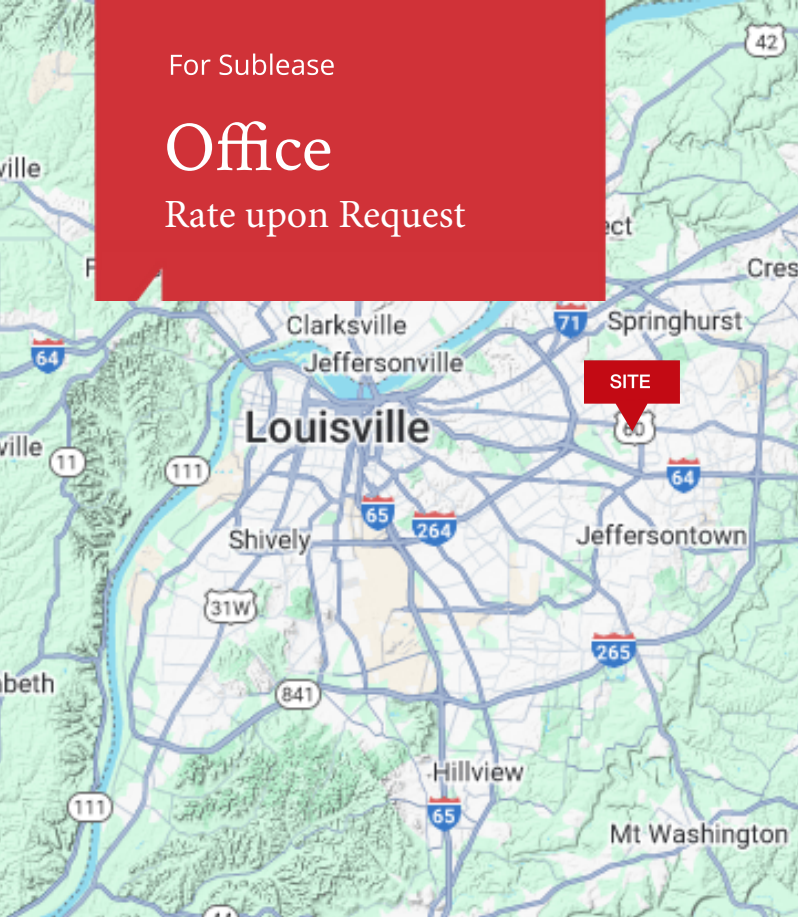 For Sublease
Office
Rate upon Request
42
ville
ect
F
Cres
Clarksville
71
Springhurst
64
Jeffersonville
SITE
Louisville
60
ville
11
111
64
65
264
Shively
Jeffersontown
31W
265
abeth
841
Hillview
111
65
Mt Washington